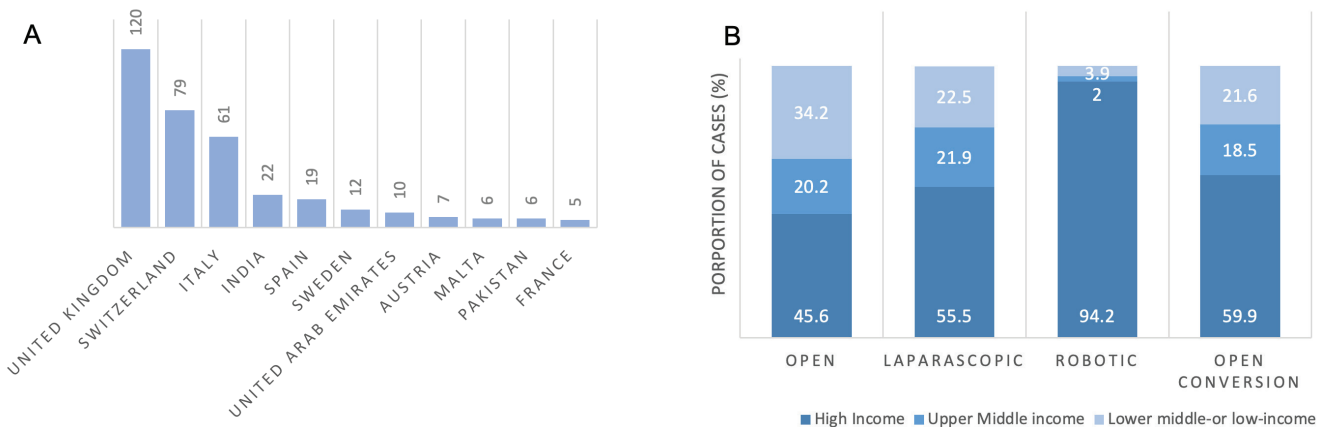 A
120
79
61
22
19
12
10
7
6
6
5
UNITED KINGDOM
SWITZERLAND
ITALY
INDIA
SPAIN
SWEDEN
UNITED ARAB EMIRATES
AUSTRIA
MALTA
PAKISTAN
FRANCE
B
PORPORTION OF CASES (%)
34.2
22.5
3.9
21.6
20.2
21.9
2
18.5
45.6
55.5
94.2
59.9
OPEN
LAPARASCOPIC
ROBOTIC
OPEN
CONVERSION
High Income
Upper Middle income
Lower middle-or low-income